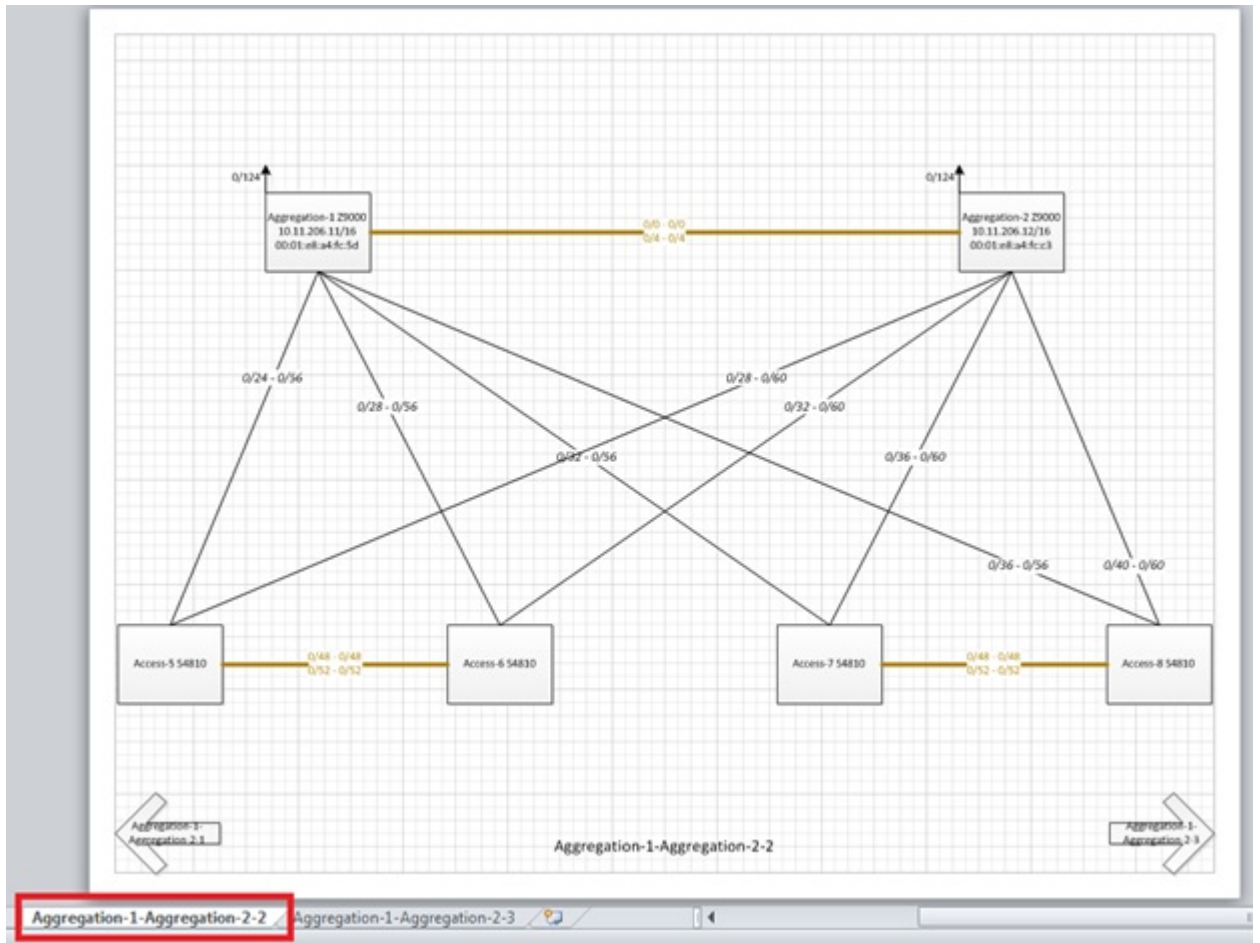 0/124
0/124
Aggregation-1 Z9000
10.11.206.11/16
00:01:e8:a4:fc:5d
0/0 - 0/0
0/4 - 0/4
Aggregation-2 Z9000
10.11.206.12/16
00:01:e8:a4:fc:c3
0/24 - 0/56
0/28 - 0/60
0/28 - 0/56
0/32 - 0/60
0/32 - 0/56
0/36 - 0/60
0/36 - 0/56
0/40 - 0/60
Access-5 S4810
0/48 - 0/48
0/52 - 0/52
Access-6 S4810
Access-7 S4810
0/48 - 0/48
0/52 - 0/52
Access-8 S4810
Aggregation-1-
Aggregation-2-1
Aggregation-1-Aggregation-2-2
Aggregation-1-
Aggregation-2-3
Aggregation-1-Aggregation-2-2
Aggregation-1-Aggregation-2-3